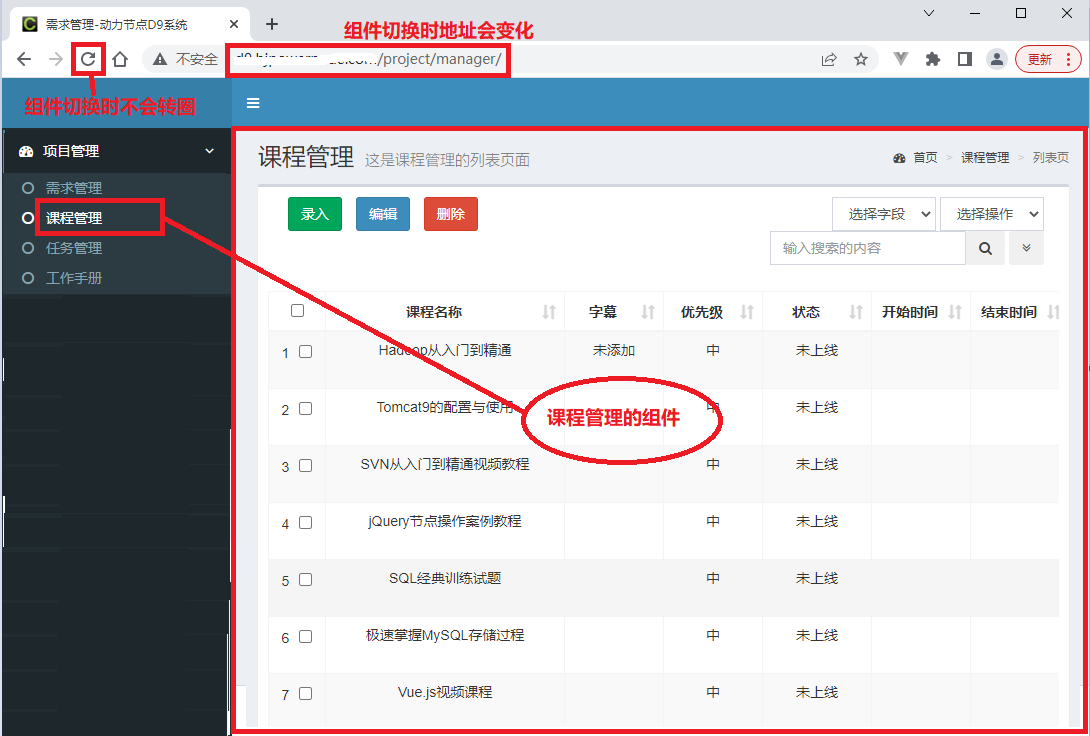 需求管理-动力节点D9系统
组件切换时地址会变化
不安全
/project/manager/
更新
组件切换时不会转圈
项目管理
需求管理
课程管理
任务管理
工作手册
课程管理 这是课程管理的列表页面
首页 > 课程管理 > 列表页
录入 编辑 删除
选择字段 选择操作
输入搜索的内容
课程名称 字幕 优先级 状态 开始时间 结束时间
1 Hadoop从入门到精通 未添加 中 未上线
2 Tomcat9的配置与使用 中 未上线
课程管理的组件
3 SVN从入门到精通视频教程 中 未上线
4 jQuery节点操作案例教程 中 未上线
5 SQL经典训练试题 中 未上线
6 极速掌握MySQL存储过程 中 未上线
7 Vue.js视频课程 中 未上线